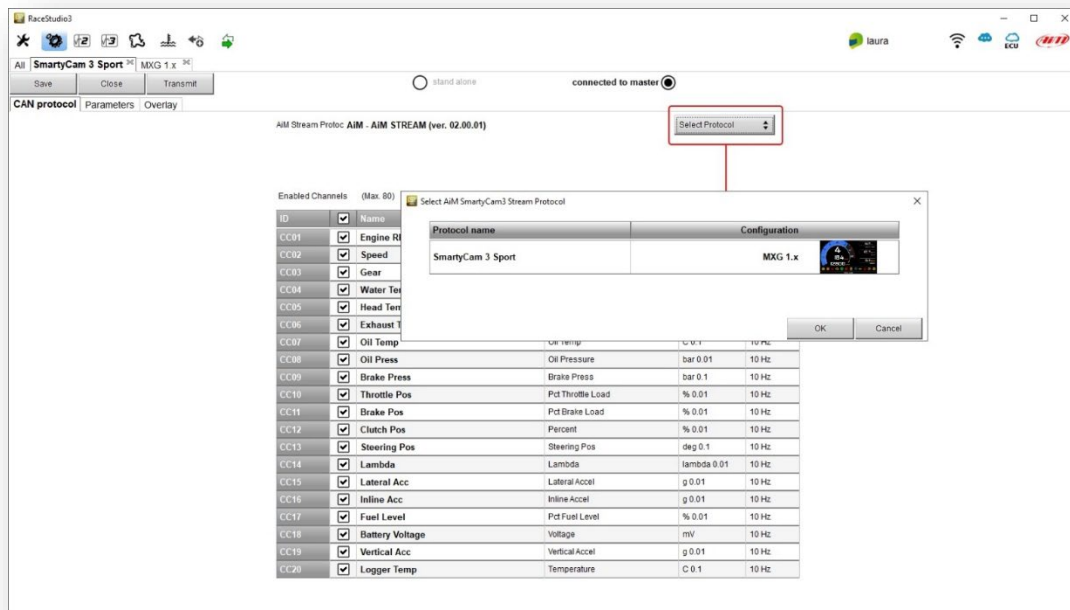 RaceStudio3
laura
ECU
All SmartyCam 3 Sport MXG 1.x
Save Close Transmit stand alone connected to master
CAN protocol Parameters Overlay
AiM Stream Protoc AiM - AiM STREAM (ver. 02.00.01) Select Protocol
Enabled Channels (Max. 80)
Select AiM SmartyCam3 Stream Protocol
Protocol name Configuration
SmartyCam 3 Sport MXG 1.x
OK Cancel
ID Name
CC01 Engine
CC02 Speed
CC03 Gear
CC04 Water
CC05 Head
CC06 Exhaust
CC07 Oil Temp Oil Temp C 0.1 10 Hz
CC08 Oil Press Oil Pressure bar 0.01 10 Hz
CC09 Brake Press Brake Press bar 0.1 10 Hz
CC10 Throttle Pos Pct Throttle Load % 0.01 10 Hz
CC11 Brake Pos Pct Brake Load % 0.01 10 Hz
CC12 Clutch Pos Percent % 0.01 10 Hz
CC13 Steering Pos Steering Pos deg 0.1 10 Hz
CC14 Lambda Lambda lambda 0.01 10 Hz
CC15 Lateral Acc Lateral Accel g 0.01 10 Hz
CC16 Inline Acc Inline Accel g 0.01 10 Hz
CC17 Fuel Level Pct Fuel Level % 0.01 10 Hz
CC18 Battery Voltage Voltage mV 10 Hz
CC19 Vertical Acc Vertical Accel g 0.01 10 Hz
CC20 Logger Temp Temperature C 0.1 10 Hz